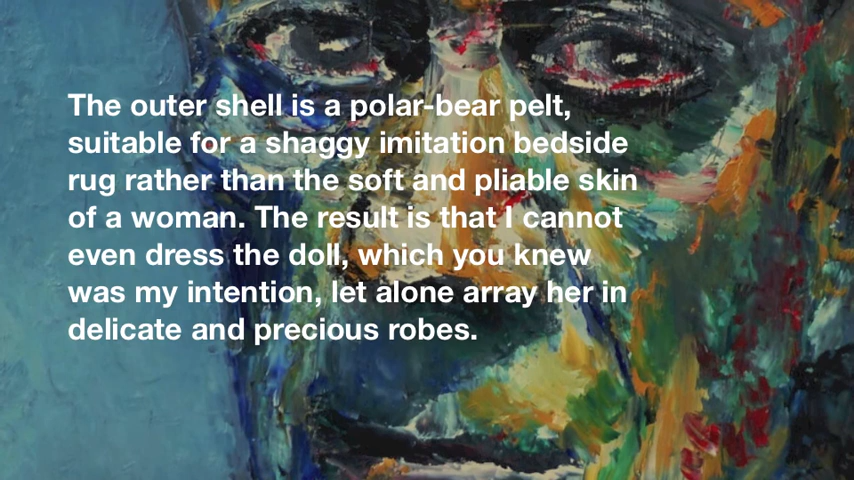 The outer shell is a polar-bear pelt,
suitable for a shaggy imitation bedside
rug rather than the soft and pliable skin
of a woman. The result is that I cannot
even dress the doll, which you knew
was my intention, let alone array her in
delicate and precious robes.